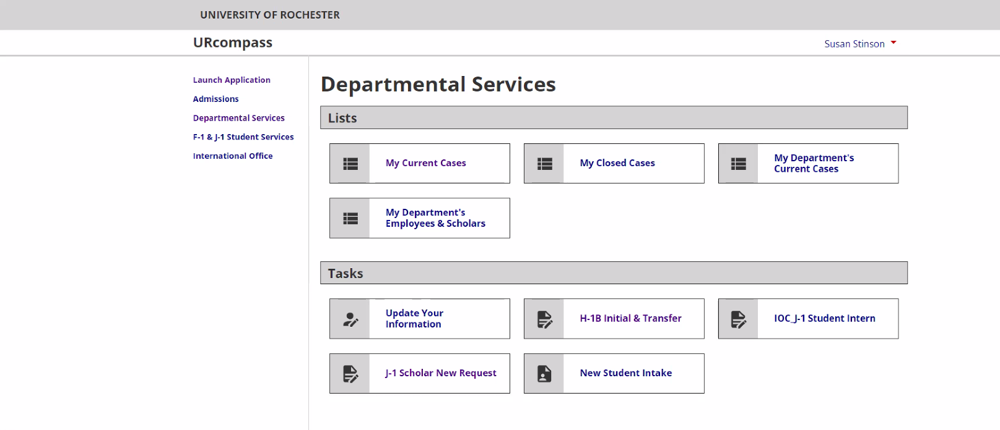 UNIVERSITY OF ROCHESTER
URcompass
Susan Stinson
Launch Application
Admissions
Departmental Services
F-1 & J-1 Student Services
International Office
Departmental Services
Lists
My Current Cases
My Closed Cases
My Department's
Current Cases
My Department's
Employees & Scholars
Tasks
Update Your
Information
H-1B Initial & Transfer
IOC_J-1 Student Intern
J-1 Scholar New Request
New Student Intake